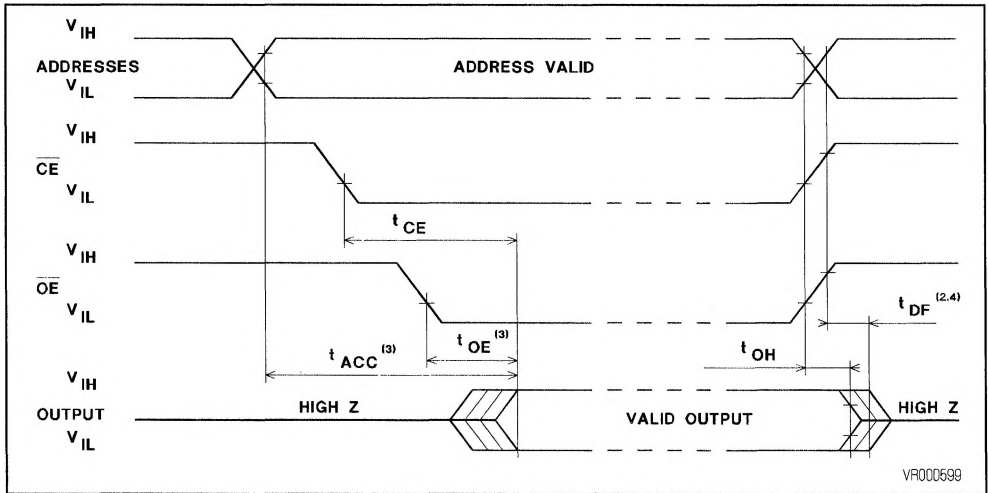 V IH
ADDRESSES
ADDRESS VALID
V IL
V IH
CE
V IL
t CE
V IH
OE
V IL
t DF (2.4)
t OE (3)
t OH
t ACC (3)
V IH
HIGH Z
OUTPUT
VALID OUTPUT
HIGH Z
V IL
VR000599